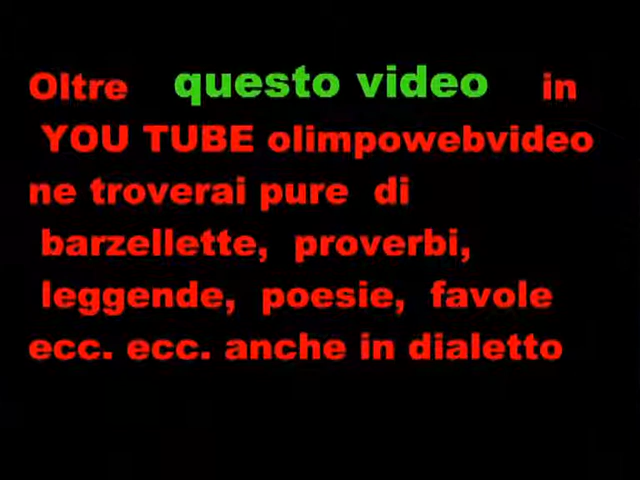 Oltre questo video in
YOU TUBE olimpowebvideo
ne troverai pure di
barzellette, proverbi,
leggende, poesie, favole
ecc. ecc. anche in dialetto